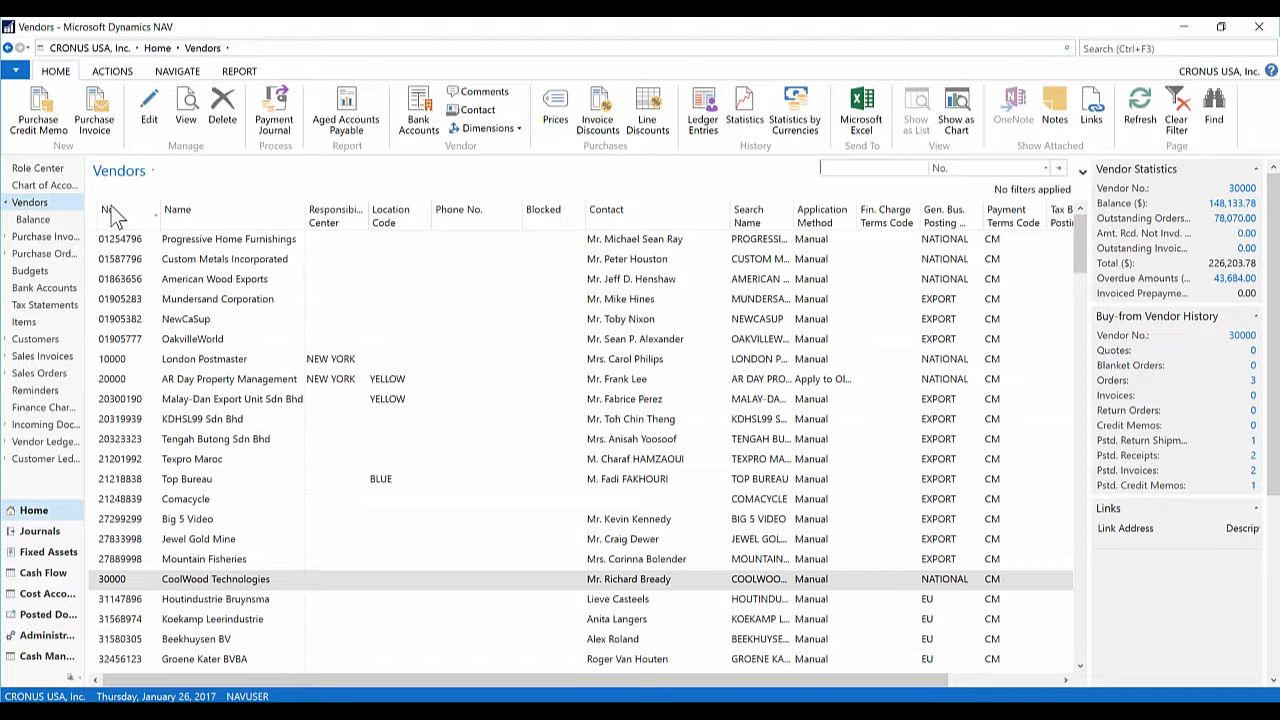 Vendors - Microsoft Dynamics NAV
CRONUS USA, Inc. Home Vendors
Search (Ctrl+F3)
HOME ACTIONS NAVIGATE REPORT
CRONUS USA, Inc.
Purchase Credit Memo
Purchase Invoice
New
Edit
View
Delete
Manage
Payment Journal
Process
Aged Accounts Payable
Report
Bank Accounts
Comments
Contact
Dimensions
Vendor
Prices
Invoice Discounts
Line Discounts
Purchases
Ledger Entries
Statistics
Statistics by Currencies
History
Microsoft Excel
Send To
Show as List
Show as Chart
View
OneNote
Notes
Links
Show Attached
Refresh
Clear Filter
Find
Page
Role Center
Chart of Acco...
Vendors
Balance
Purchase Invo...
Purchase Ord...
Budgets
Bank Accounts
Tax Statements
Items
Customers
Sales Invoices
Sales Orders
Reminders
Finance Char...
Incoming Doc...
Vendor Ledge...
Customer Led...
Home
Journals
Fixed Assets
Cash Flow
Cost Acco...
Posted Do...
Administr...
Cash Man...
Vendors
No.
No filters applied
Name Responsibi... Center Location Code Phone No. Blocked Contact Search Name Application Method Fin. Charge Terms Code Gen. Bus. Posting ... Payment Terms Code Tax B Postin
01254796 Progressive Home Furnishings Mr. Michael Sean Ray PROGRESSI... Manual NATIONAL CM
01587796 Custom Metals Incorporated Mr. Peter Houston CUSTOM M... Manual NATIONAL CM
01863656 American Wood Exports Mr. Jeff D. Henshaw AMERICAN ... Manual NATIONAL CM
01905283 Mundersand Corporation Mr. Mike Hines MUNDERSA... Manual EXPORT CM
01905382 NewCaSup Mr. Toby Nixon NEWCASUP Manual EXPORT CM
01905777 OakvilleWorld Mr. Sean P. Alexander OAKVILLEW... Manual EXPORT CM
10000 London Postmaster NEW YORK Mrs. Carol Philips LONDON P... Manual NATIONAL CM
20000 AR Day Property Management NEW YORK YELLOW Mr. Frank Lee AR DAY PRO... Apply to Ol... NATIONAL CM
20300190 Malay-Dan Export Unit Sdn Bhd YELLOW Mr. Fabrice Perez MALAY-DA... Manual EXPORT CM
20319939 KDHSL99 Sdn Bhd Mr. Toh Chin Theng KDHSL99 S... Manual EXPORT CM
20323323 Tengah Butong Sdn Bhd Mrs. Anisah Yoosoof TENGAH BU... Manual EXPORT CM
21201992 Texpro Maroc M. Charaf HAMZAOUI TEXPRO MA... Manual EXPORT CM
21218838 Top Bureau BLUE M. Fadi FAKHOURI TOP BUREAU Manual EXPORT CM
21248839 Comacycle COMACYCLE Manual EXPORT CM
27299299 Big 5 Video Mr. Kevin Kennedy BIG 5 VIDEO Manual EXPORT CM
27833998 Jewel Gold Mine Mr. Craig Dewer JEWEL GOL... Manual EXPORT CM
27889998 Mountain Fisheries Mrs. Corinna Bolender MOUNTAIN... Manual EXPORT CM
30000 CoolWood Technologies Mr. Richard Bready COOLWOO... Manual NATIONAL CM
31147896 Houtindustrie Bruynsma Lieve Casteels HOUTINDU... Manual EU CM
31568974 Koekamp Leerindustrie Anita Langers KOEKAMP L... Manual EU CM
31580305 Beekhuysen BV Alex Roland BEEKHUYSE... Manual EU CM
32456123 Groene Kater BVBA Roger Van Houten GROENE KA... Manual EU CM
Vendor Statistics
Vendor No.: 30000
Balance ($): 148,133.78
Outstanding Orders... 78,070.00
Amt. Rcd. Not Invd. ... 0.00
Outstanding Invoic... 0.00
Total ($): 226,203.78
Overdue Amounts (... 43,684.00
Invoiced Prepayme... 0.00
Buy-from Vendor History
Vendor No.: 30000
Quotes: 0
Blanket Orders: 0
Orders: 3
Invoices: 0
Return Orders: 0
Credit Memos: 0
Pstd. Return Shipm... 1
Pstd. Receipts: 2
Pstd. Invoices: 2
Pstd. Credit Memos: 1
Links
Link Address Descrip
CRONUS USA, Inc. Thursday, January 26, 2017 NAVUSER